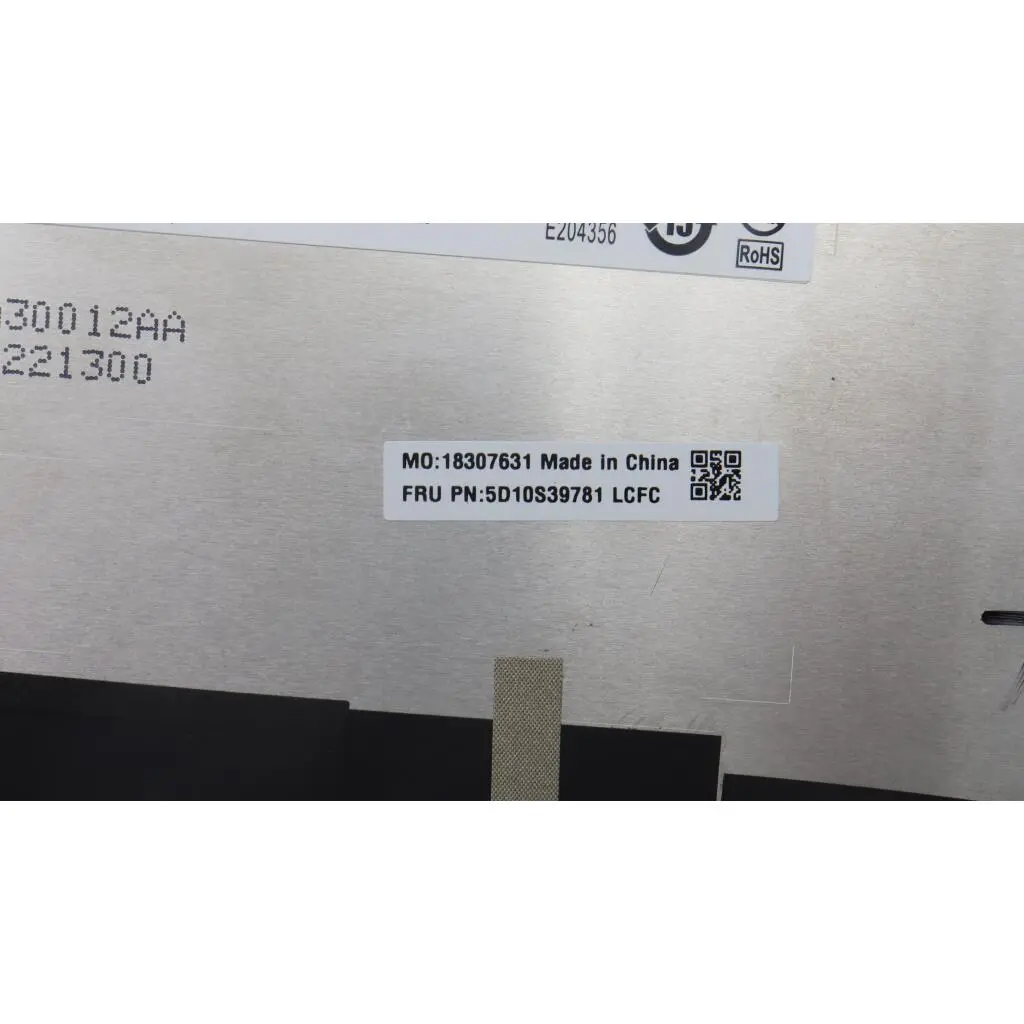 E204356
RoHS
30012AA
221300
MO:18307631 Made in China
FRU PN:5D10S39781 LCFC